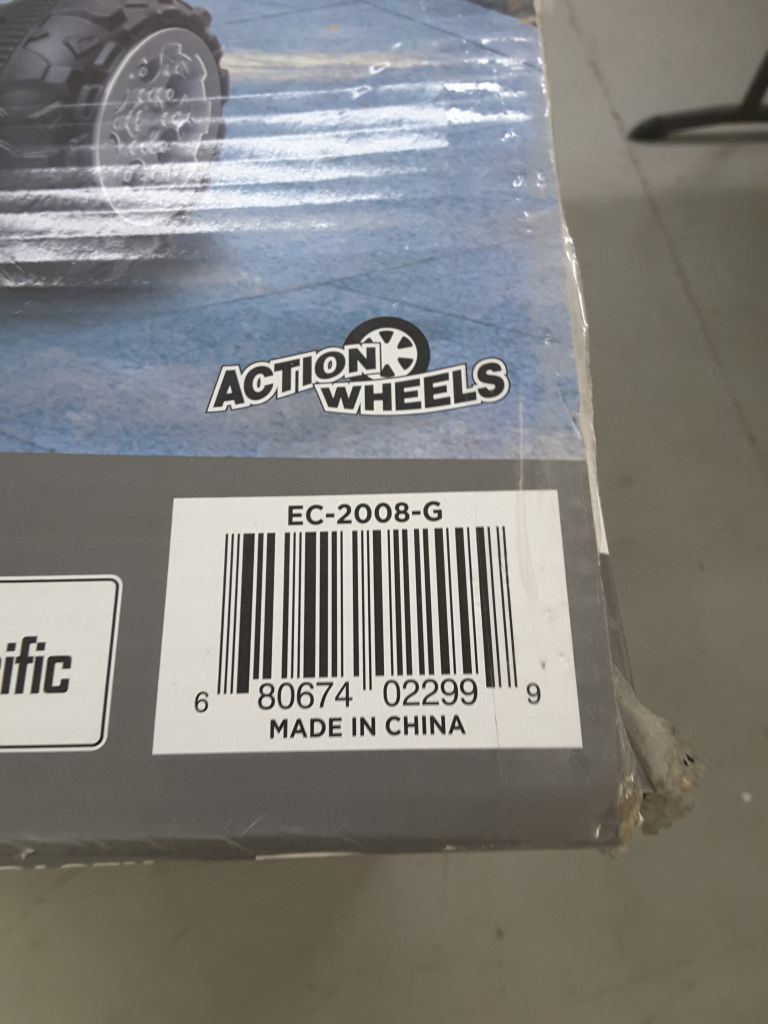 ACTION
WHEELS
EC-2008-G
ific
6 80674 02299 9
MADE IN CHINA